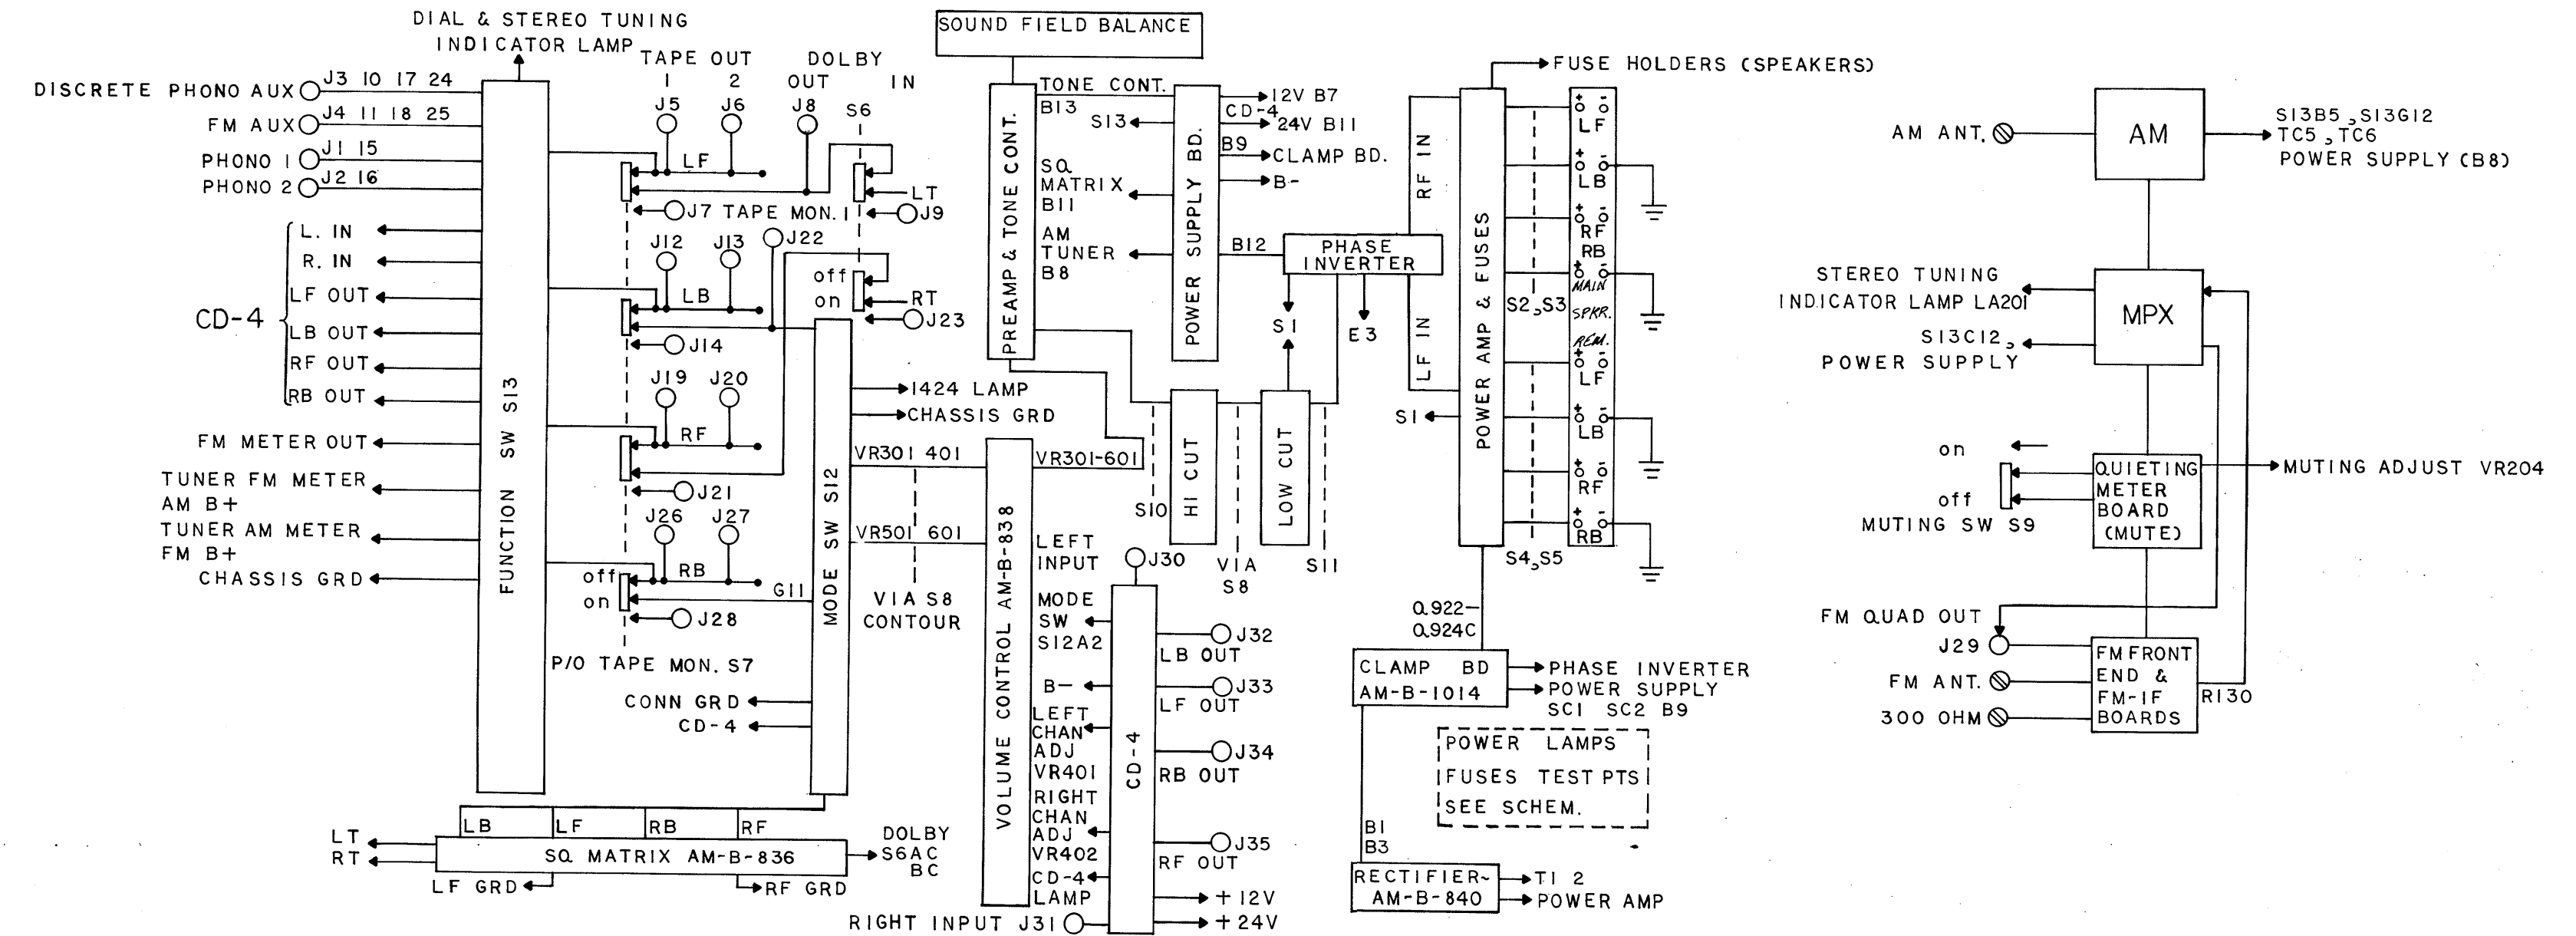 DIAL & STEREO TUNING
INDICATOR LAMP
DISCRETE PHONO AUX
J3 10 17 24
FM AUX
J4 11 18 25
PHONO 1
J1 15
PHONO 2
J2 16
CD-4
L. IN
R. IN
LF OUT
LB OUT
RF OUT
RB OUT
FM METER OUT
TUNER FM METER
AM B+
TUNER AM METER
FM B+
CHASSIS GRD
FUNCTION SW S13
TAPE OUT
1 2
DOLBY
OUT IN
J5
J6
J8
S6
LF
LT
J7 TAPE MON. 1
J9
J12
J13
J22
LB
off
on
RT
J23
J14
J19
J20
RF
J21
J26
J27
off
on
RB
G11
J28
P/O TAPE MON. S7
CONN GRD
CD-4
MODE SW S12
1424 LAMP
CHASSIS GRD
VR301 401
VR501 601
VIA S8
CONTOUR
LB
LF
RB
RF
LT
RT
SQ MATRIX AM-B-836
DOLBY
S6AC
BC
LF GRD
RF GRD
SOUND FIELD BALANCE
PREAMP & TONE CONT.
TONE CONT.
B13
S13
SQ
MATRIX
B11
AM
TUNER
B8
POWER SUPPLY BD.
12V B7
CD-4
24V B11
B9
CLAMP BD.
B-
B12
PHASE
INVERTER
S1
E3
RF IN
LF IN
VOLUME CONTROL AM-B-838
VR301-601
S10
HI CUT
VIA
S8
LOW CUT
S11
LEFT
INPUT
J30
MODE
SW
S12A2
B-
LEFT
CHAN
ADJ
VR401
RIGHT
CHAN
ADJ
VR402
CD-4
LAMP
RIGHT INPUT J31
CD-4
J32
LB OUT
J33
LF OUT
J34
RB OUT
J35
RF OUT
+12V
+24V
FUSE HOLDERS (SPEAKERS)
POWER AMP & FUSES
S1
S2,S3
S4,S5
+ -
LF
+ -
LB
+ -
RF
RB
+ -
MAIN
SPKR.
REM.
+ -
LF
+ -
LB
+ -
RF
+ -
RB
Q922-
Q924C
CLAMP BD
AM-B-1014
PHASE INVERTER
POWER SUPPLY
SC1 SC2 B9
POWER LAMPS
FUSES TEST PTS
SEE SCHEM.
B1
B3
RECTIFIER-
AM-B-840
T1 2
POWER AMP
AM ANT.
AM
S13B5,S13G12
TC5,TC6
POWER SUPPLY (B8)
STEREO TUNING
INDICATOR LAMP LA201
MPX
S13C12,
POWER SUPPLY
on
off
MUTING SW S9
QUIETING
METER
BOARD
(MUTE)
MUTING ADJUST VR204
FM QUAD OUT
J29
FM ANT.
300 OHM
FM FRONT
END &
FM-IF
BOARDS
R130